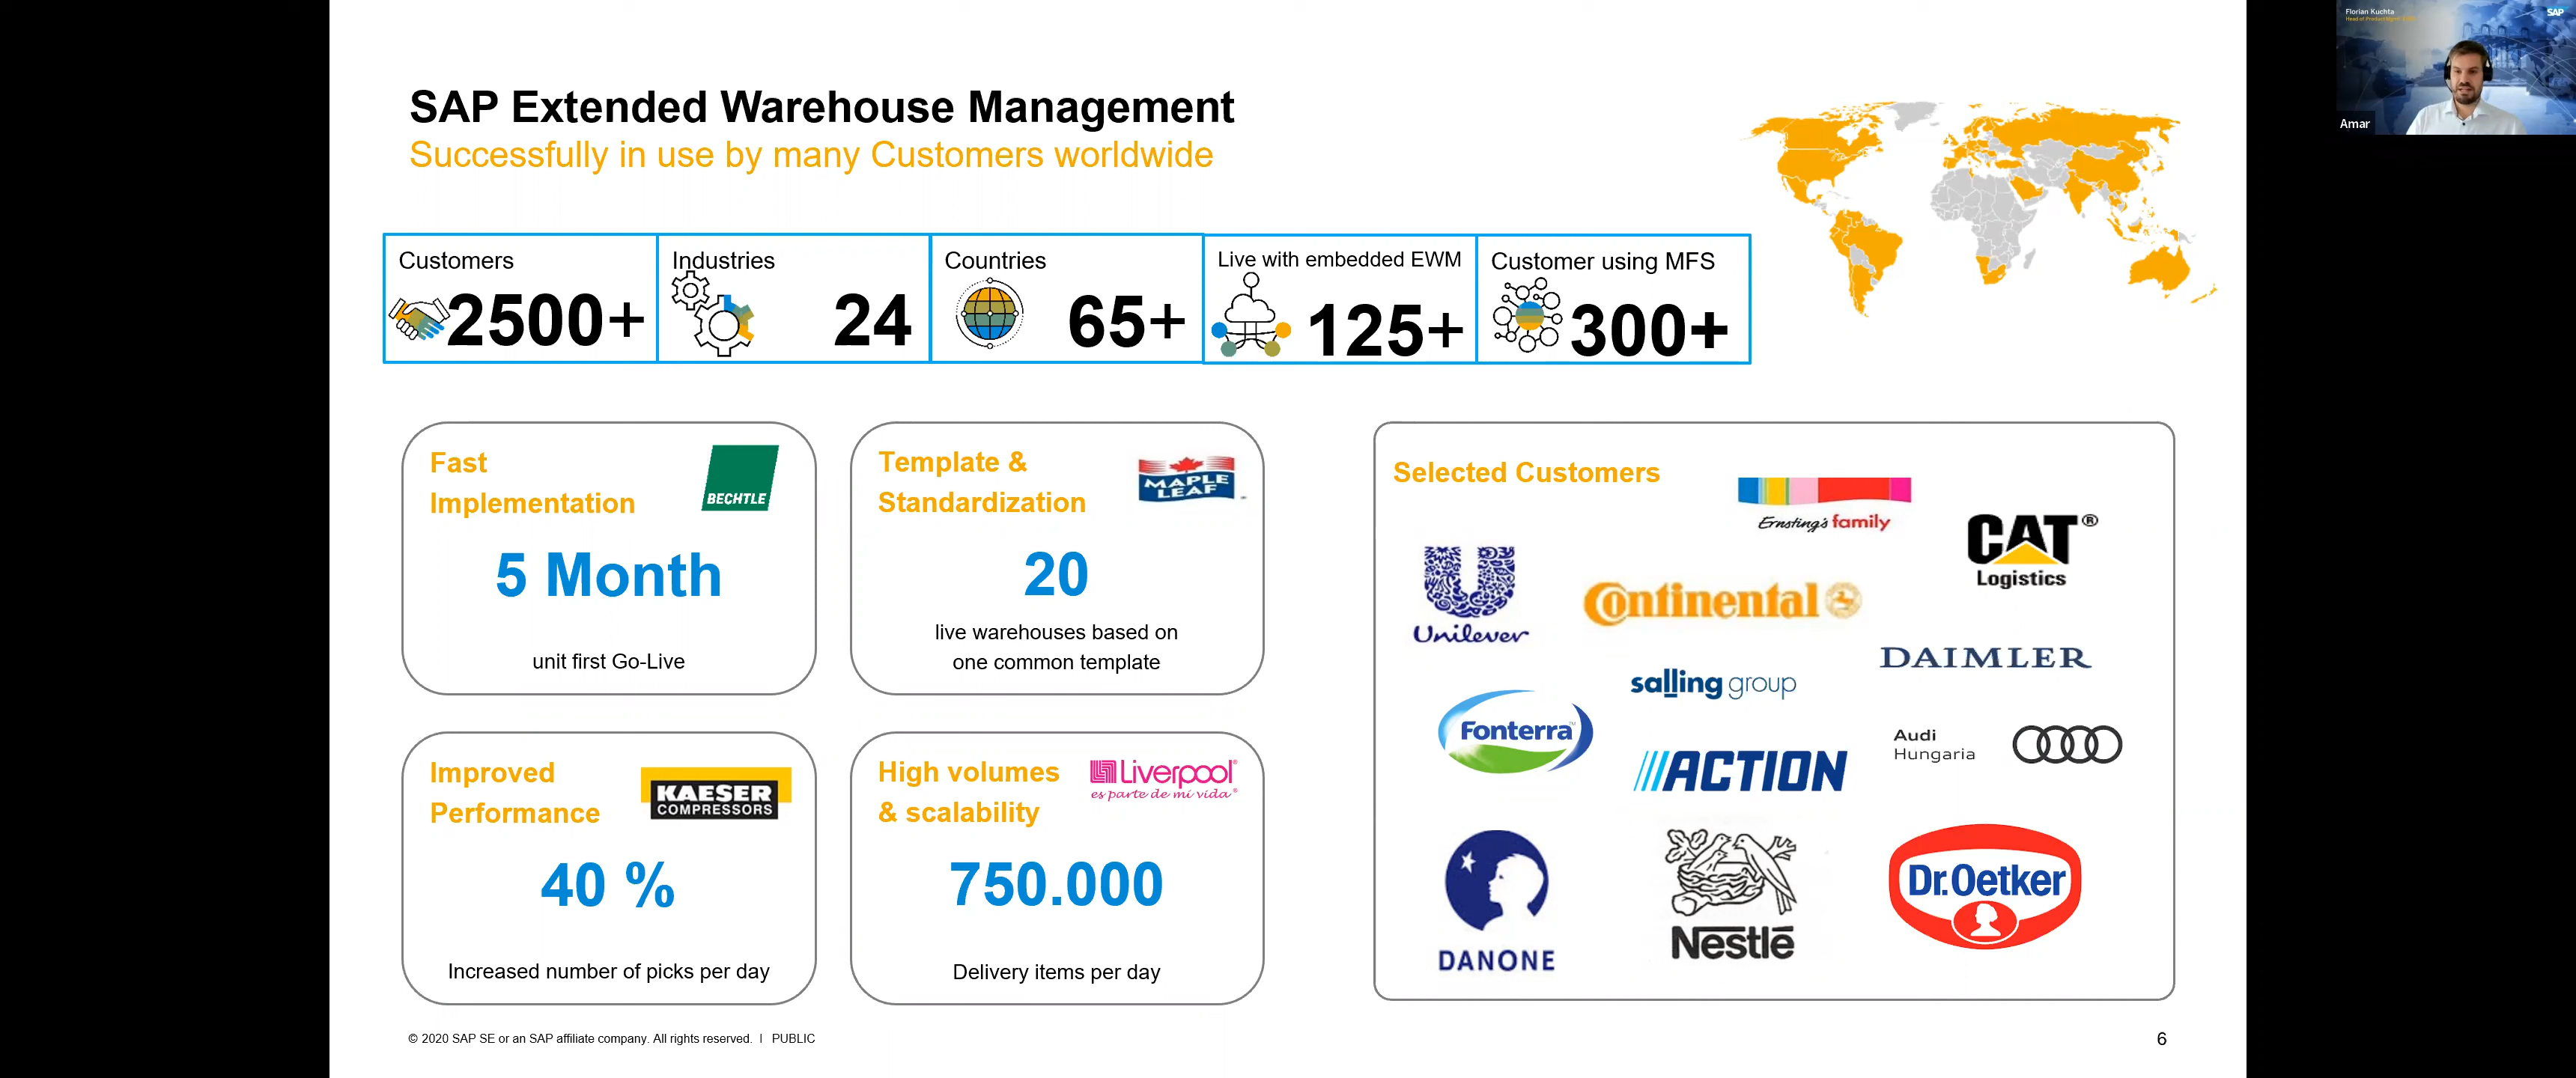 SAP Extended Warehouse Management
Successfully in use by many Customers worldwide
Customers
2500+
Industries
24
Countries
65+
Live with embedded EWM
125+
Customer using MFS
300+
Fast
Implementation
BECHTLE
5 Month
unit first Go-Live
Template &
Standardization
MAPLE
LEAF
20
live warehouses based on
one common template
Improved
Performance
KAESER
COMPRESSORS
40 %
Increased number of picks per day
High volumes
& scalability
Liverpool®
es parte de mi vida®
750.000
Delivery items per day
Selected Customers
Ernsting's family
CAT®
Logistics
Unilever
Continental
DAIMLER
salling group
Fonterra™
ACTION
Audi
Hungaria
DANONE
Nestlé
Dr.Oetker
© 2020 SAP SE or an SAP affiliate company. All rights reserved. I PUBLIC
6
Florian Kuchta
SAP
Amar